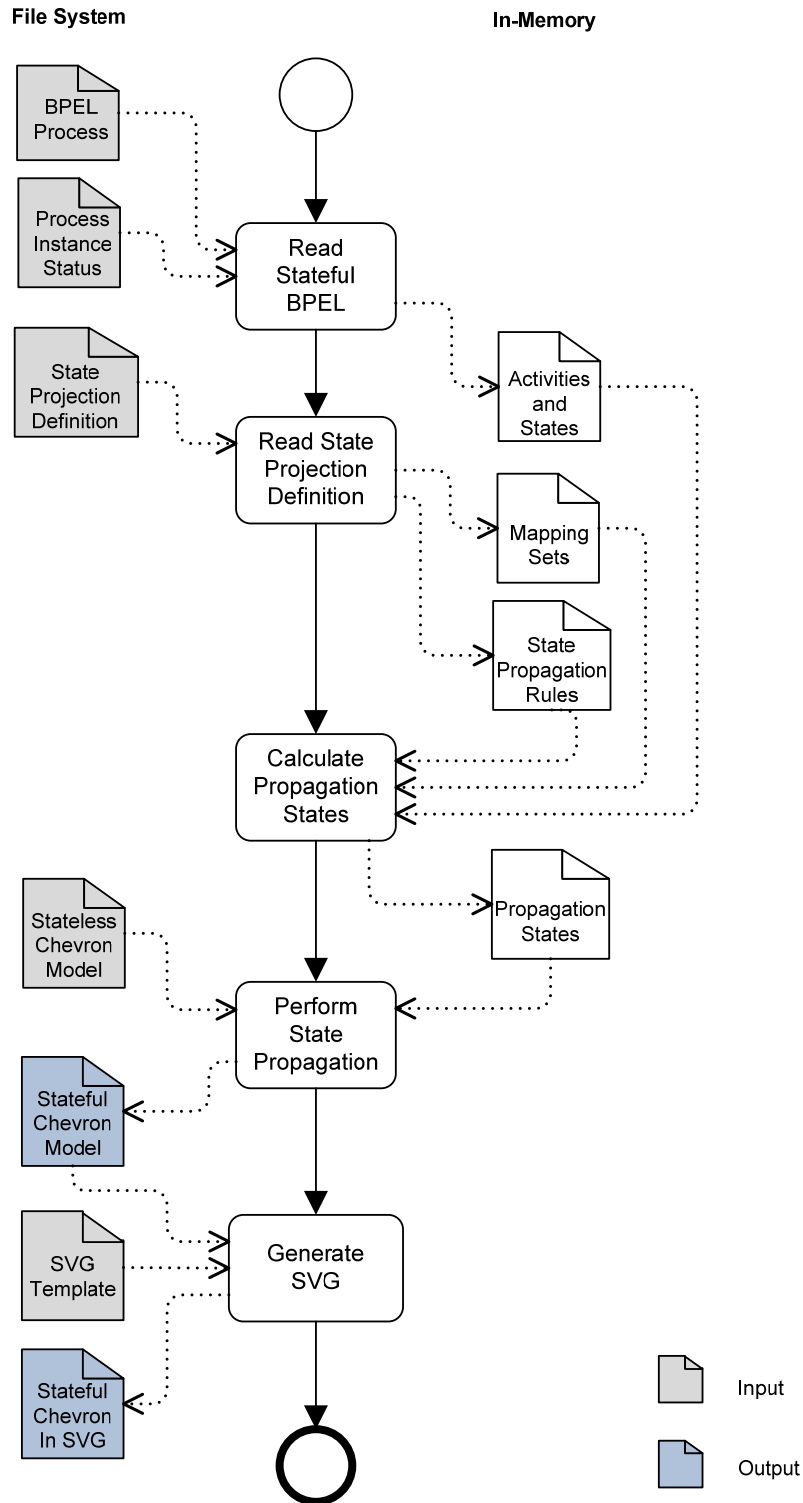 File System
In-Memory
BPEL
Process
Process
Instance
Status
Read
Stateful
BPEL
State
Projection
Definition
Activities
and
States
Read State
Projection
Definition
Mapping
Sets
State
Propagation
Rules
Calculate
Propagation
States
Stateless
Chevron
Model
Propagation
States
Perform
State
Propagation
Stateful
Chevron
Model
SVG
Template
Generate
SVG
Stateful
Chevron
In SVG
Input
Output